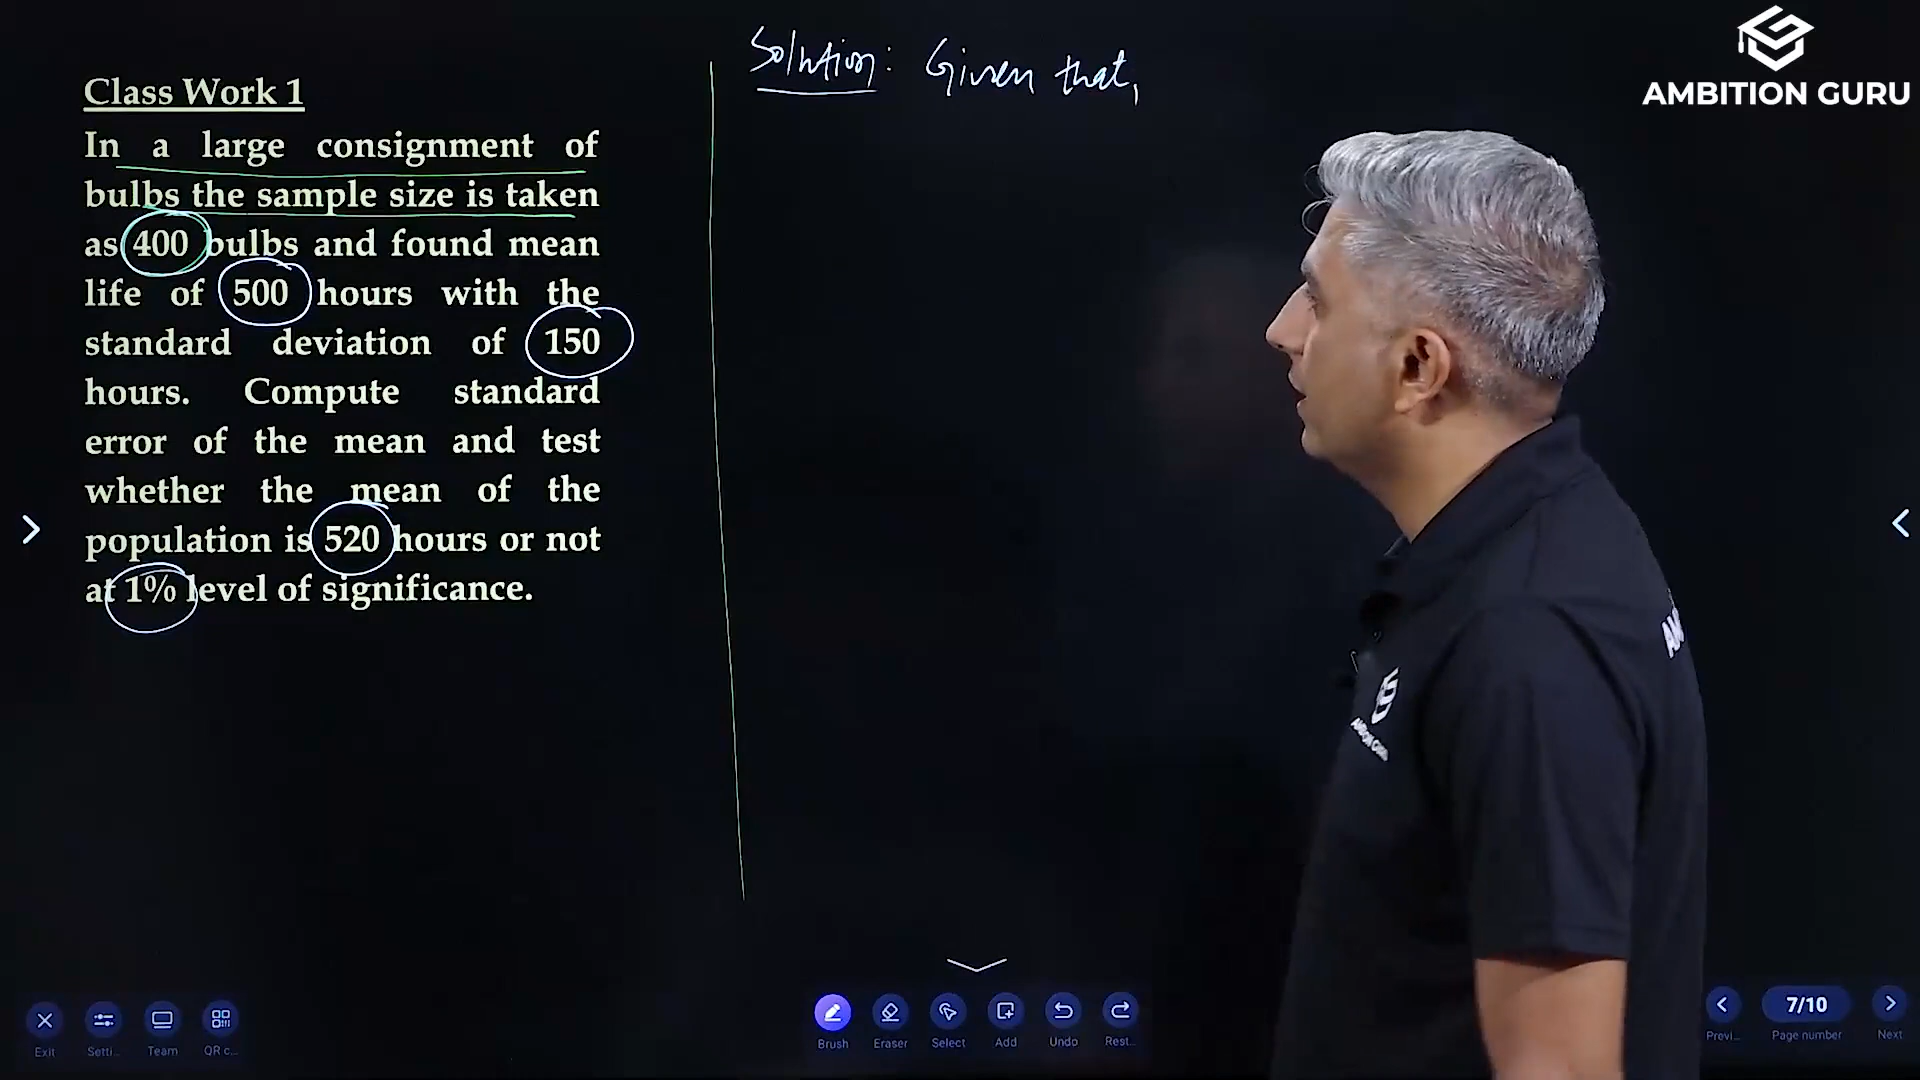 Class Work 1
In a large consignment of
bulbs the sample size is taken
as 400 bulbs and found mean
life of 500 hours with the
standard deviation of 150
hours. Compute standard
error of the mean and test
whether the mean of the
population is 520 hours or not
at 1% level of significance.
Solution: Given that,
AMBITION GURU
Exit
Setti...
Team
QR c...
Brush
Eraser
Select
Add
Undo
Rest...
Previ...
7/10
Page number
Next